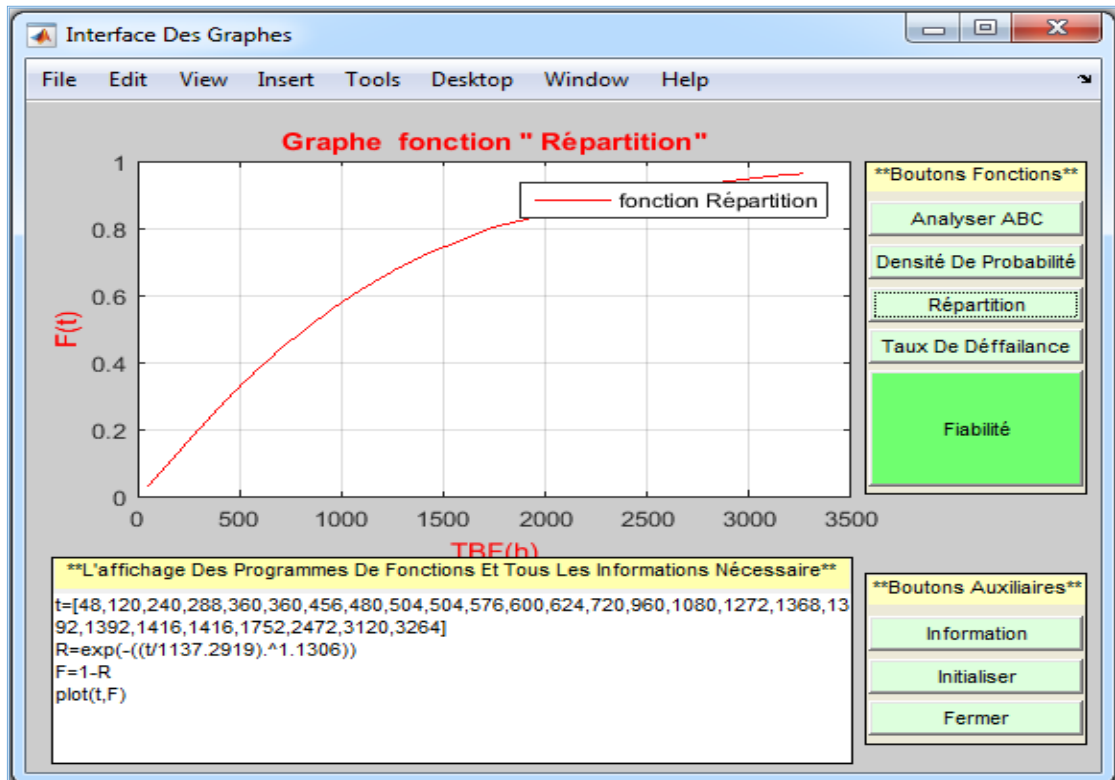 Interface Des Graphes
File Edit View Insert Tools Desktop Window Help
Graphe fonction " Répartition"
1
0.8
0.6
0.4
0.2
0
F(t)
fonction Répartition
0 500 1000 1500 2000 2500 3000 3500
TBF(h)
**Boutons Fonctions**
Analyser ABC
Densité De Probabilité
Répartition
Taux De Déffailance
Fiabilité
**L'affichage Des Programmes De Fonctions Et Tous Les Informations Nécessaire**
t=[48,120,240,288,360,360,456,480,504,504,576,600,624,720,960,1080,1272,1368,13
92,1392,1416,1416,1752,2472,3120,3264]
R=exp(-((t/1137.2919).^1.1306))
F=1-R
plot(t,F)
**Boutons Auxiliaires**
Information
Initialiser
Fermer